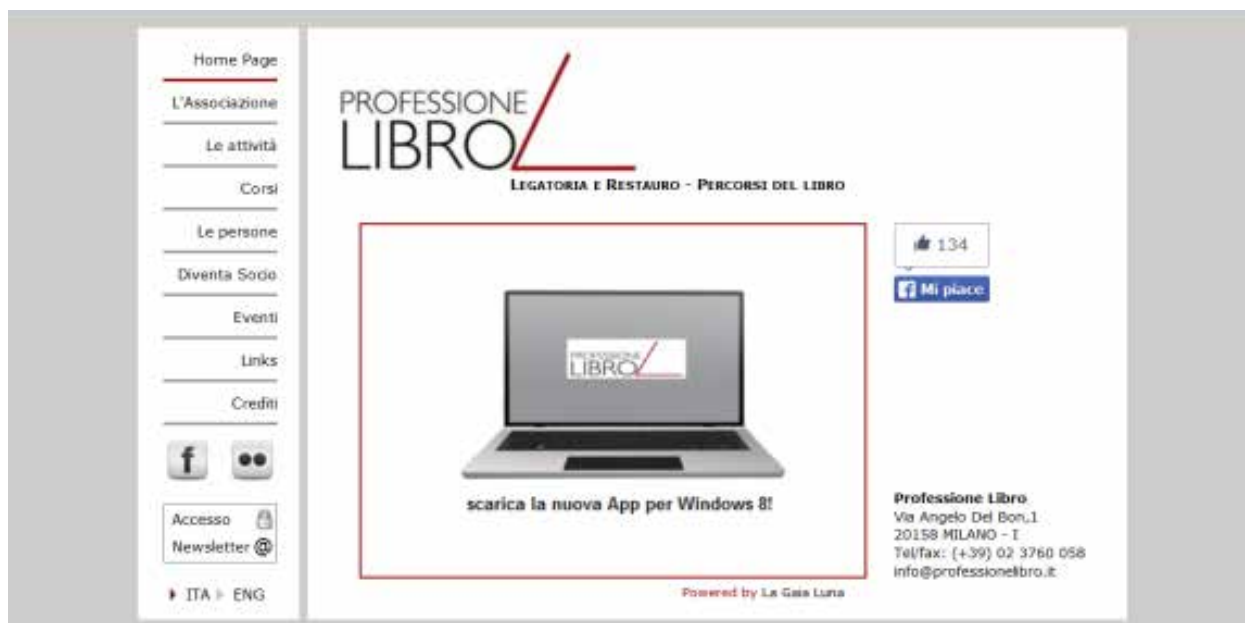 Home Page
L'Associazione
Le attività
Corsi
Le persone
Diventa Socio
Eventi
Links
Crediti
f
Accesso
Newsletter @
ITA ENG
PROFESSIONE
LIBRO
LEGATORIA E RESTAURO - PERCORSI DEL LIBRO
PROFESSIONE
LIBRO
scarica la nuova App per Windows 8!
Powered by La Gaia Luna
134
f Mi piace
Professione Libro
Via Angelo Del Bon,1
20158 MILANO - I
Tel/fax: (+39) 02 3760 058
info@professionelibro.it